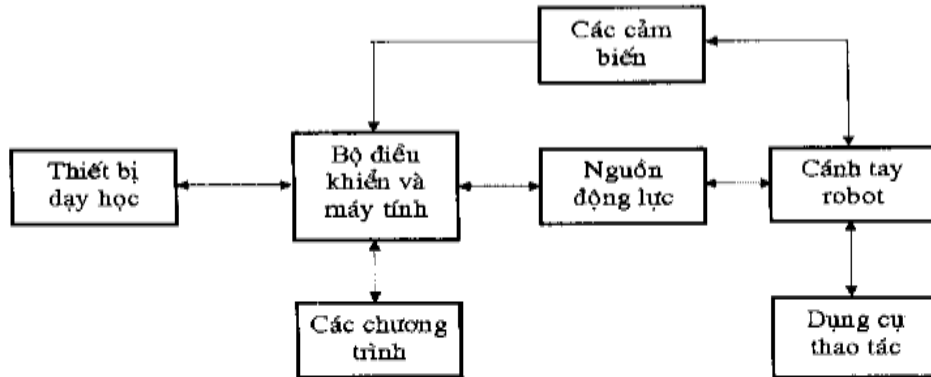 Các cảm
biến
Thiết bị
dạy học
Bộ điều
khiển và
máy tính
Nguồn
động lực
Cánh tay
robot
Các chương
trình
Dụng cụ
thao tác